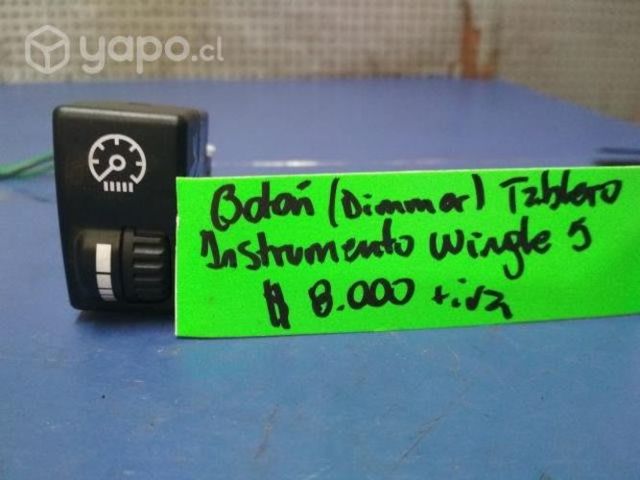 yapo.cl
Botón (Dimmer) Tablero
Instrumento Wingle 5
$ 8.000 + iva